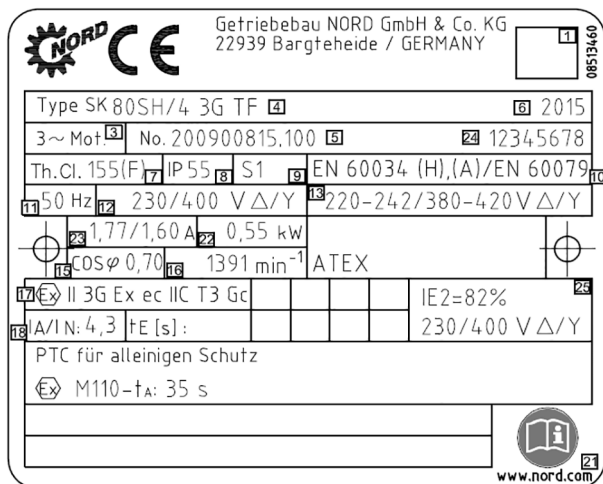 NORD CE Getriebebau NORD GmbH & Co. KG 1
22939 Bargteheide / GERMANY
08513460
Type SK 80SH/4 3G TF 4 6 2015
3~ Mot. 3 No. 200900815,100 5 24 12345678
Th.Cl. 155(F) 7 IP 55 8 S1 9 EN 60034 (H),(A)/EN 60079 10
11 50 Hz 12 230/400 V Δ/Y 13 220-242/380-420V Δ/Y
23 1,77/1,60 A 22 0,55 kW
15 COSφ 0,70 16 1391 min⁻¹ ATEX
17 Ex II 3G Ex ec IIC T3 Gc IE2=82% 25
18 IA/I N: 4,3 tE [s] : 230/400 V Δ/Y
PTC für alleinigen Schutz
Ex M110-tA: 35 s
i
21
www.nord.com